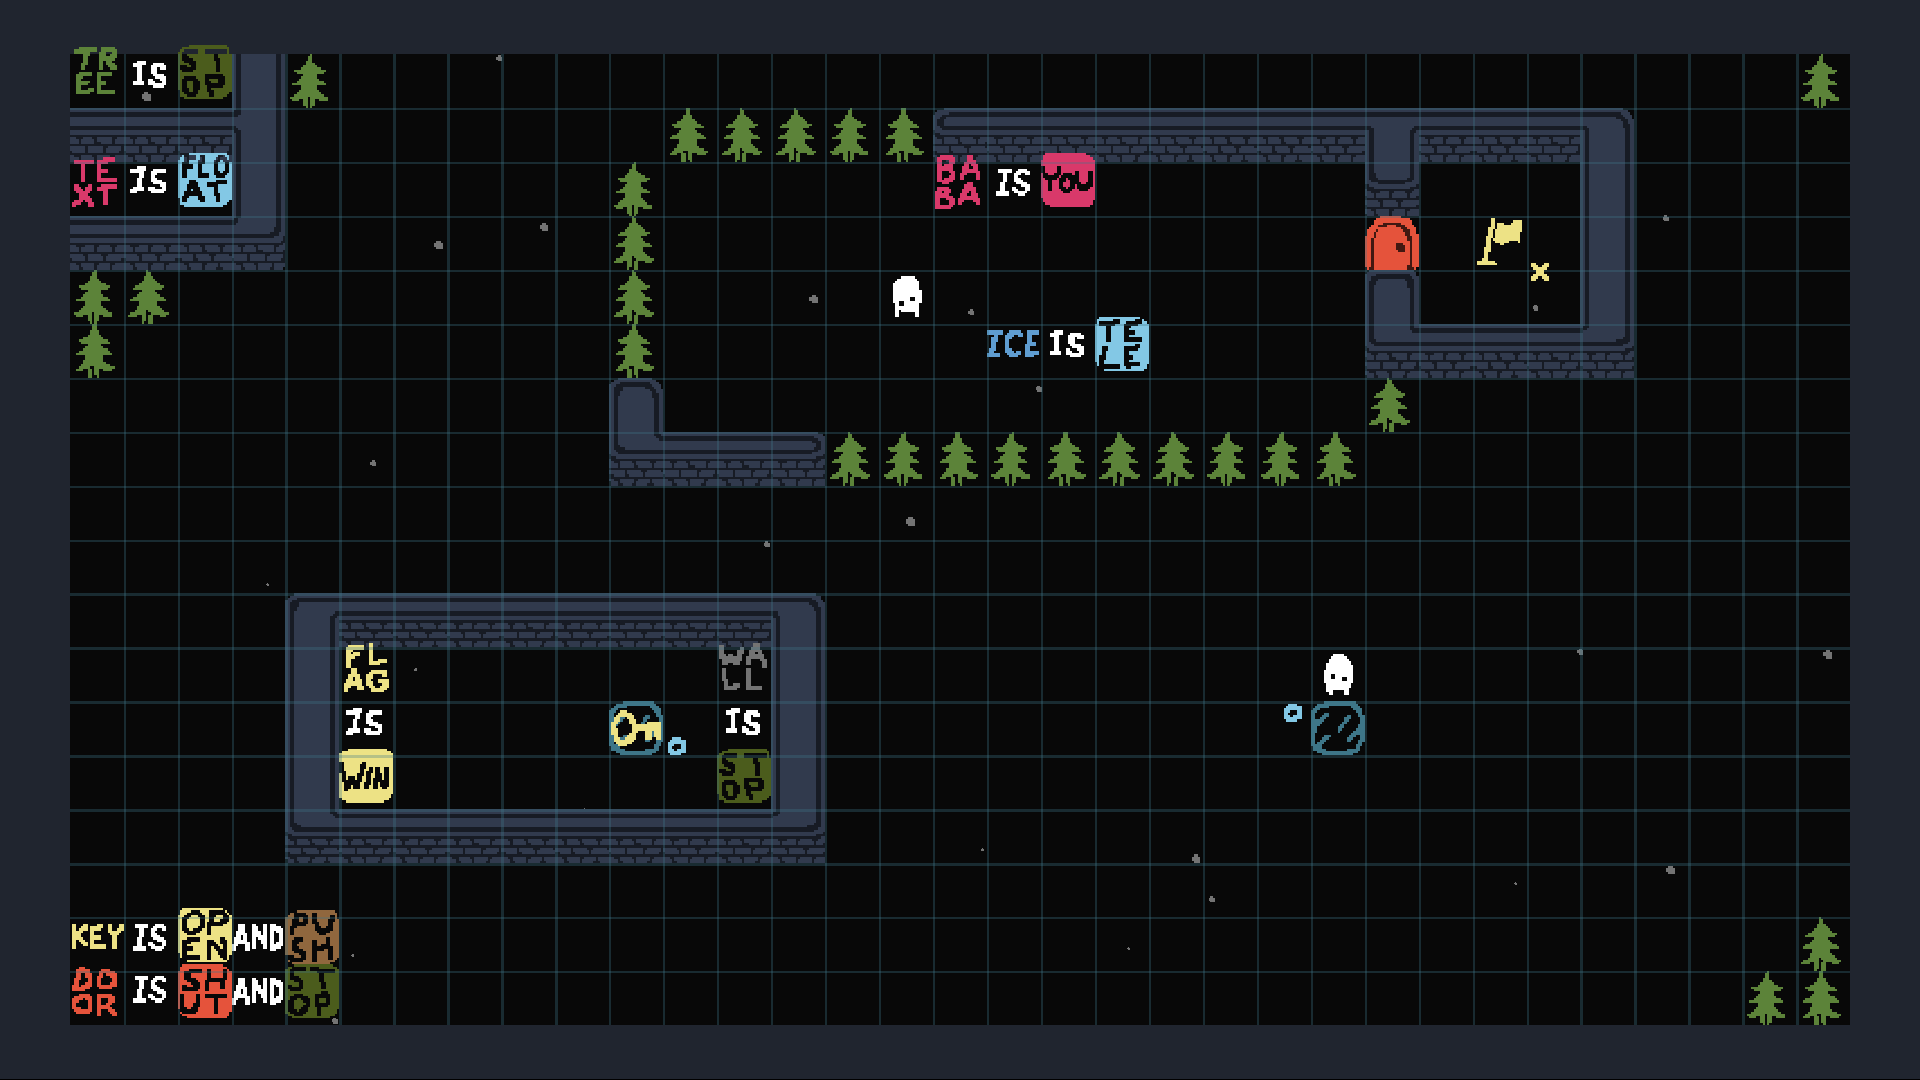 TREE IS STOP
TEXT IS FLOAT
BABA IS YOU
ICE IS TELE
FLAG
IS
WIN
WALL
IS
STOP
KEY IS OPEN AND PUSH
DOOR IS SHUT AND STOP